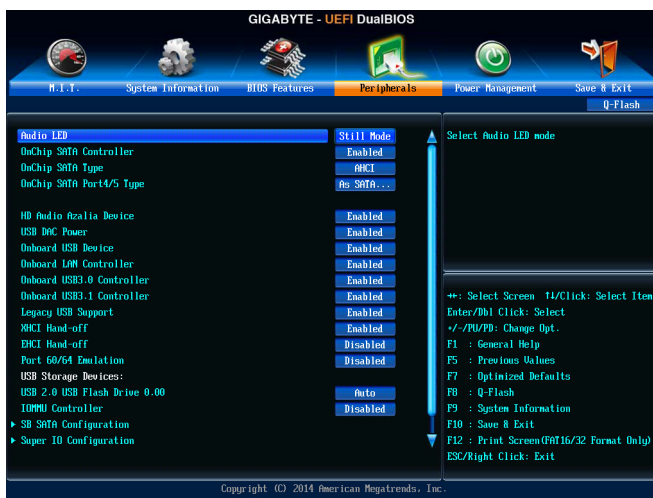 GIGABYTE - UEFI DualBIOS
M.I.T. System Information BIOS Features Peripherals Power Management Save & Exit
Q-Flash
Audio LED Still Mode
OnChip SATA Controller Enabled
OnChip SATA Type AHCI
OnChip SATA Port4/5 Type As SATA...
HD Audio Azalia Device Enabled
USB DAC Power Enabled
Onboard USB Device Enabled
Onboard LAN Controller Enabled
Onboard USB3.0 Controller Enabled
Onboard USB3.1 Controller Enabled
Legacy USB Support Enabled
XHCI Hand-off Enabled
EHCI Hand-off Disabled
Port 60/64 Emulation Disabled
USB Storage Devices:
USB 2.0 USB Flash Drive 0.00 Auto
IOMMU Controller Disabled
SB SATA Configuration
Super IO Configuration
Select Audio LED mode
→←: Select Screen ↑↓/Click: Select Item
Enter/Dbl Click: Select
+/-/PU/PD: Change Opt.
F1 : General Help
F5 : Previous Values
F7 : Optimized Defaults
F8 : Q-Flash
F9 : System Information
F10 : Save & Exit
F12 : Print Screen(FAT16/32 Format Only)
ESC/Right Click: Exit
Copyright (C) 2014 American Megatrends, Inc.